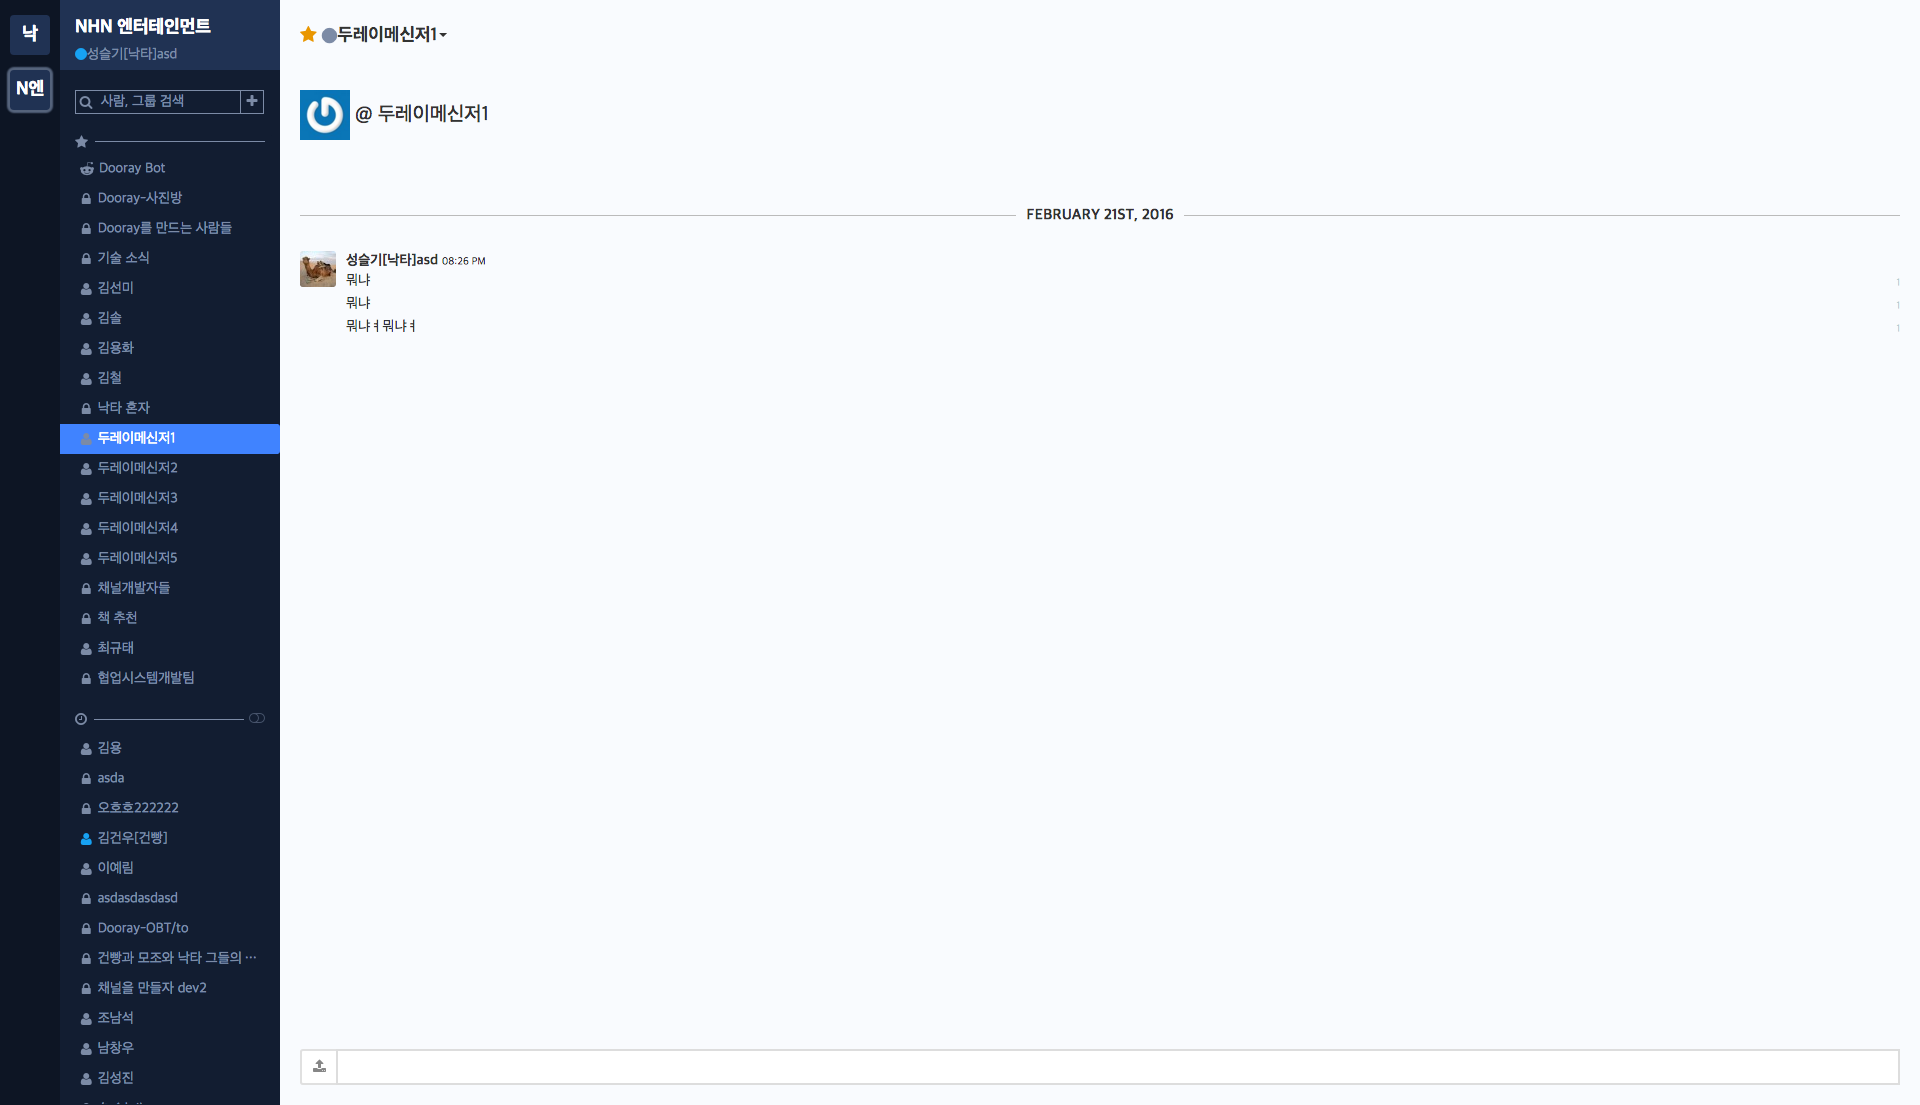 낙
N엔
NHN 엔터테인먼트
성슬기[낙타]asd
사람, 그룹 검색
Dooray Bot
Dooray-사진방
Dooray를 만드는 사람들
기술 소식
김선미
김솔
김용화
김철
낙타 혼자
두레이메신저1
두레이메신저2
두레이메신저3
두레이메신저4
두레이메신저5
채널개발자들
책 추천
최규태
협업시스템개발팀
김용
asda
오호호222222
김건우[건빵]
이예림
asdasdasdasd
Dooray-OBT/to
건빵과 모조와 낙타 그들의 ···
채널을 만들자 dev2
조남석
남창우
김성진
두레이메신저1
@ 두레이메신저1
FEBRUARY 21ST, 2016
성슬기[낙타]asd 08:26 PM
뭐냐
1
뭐냐
1
뭐냐ㅕ뭐냐ㅕ
1